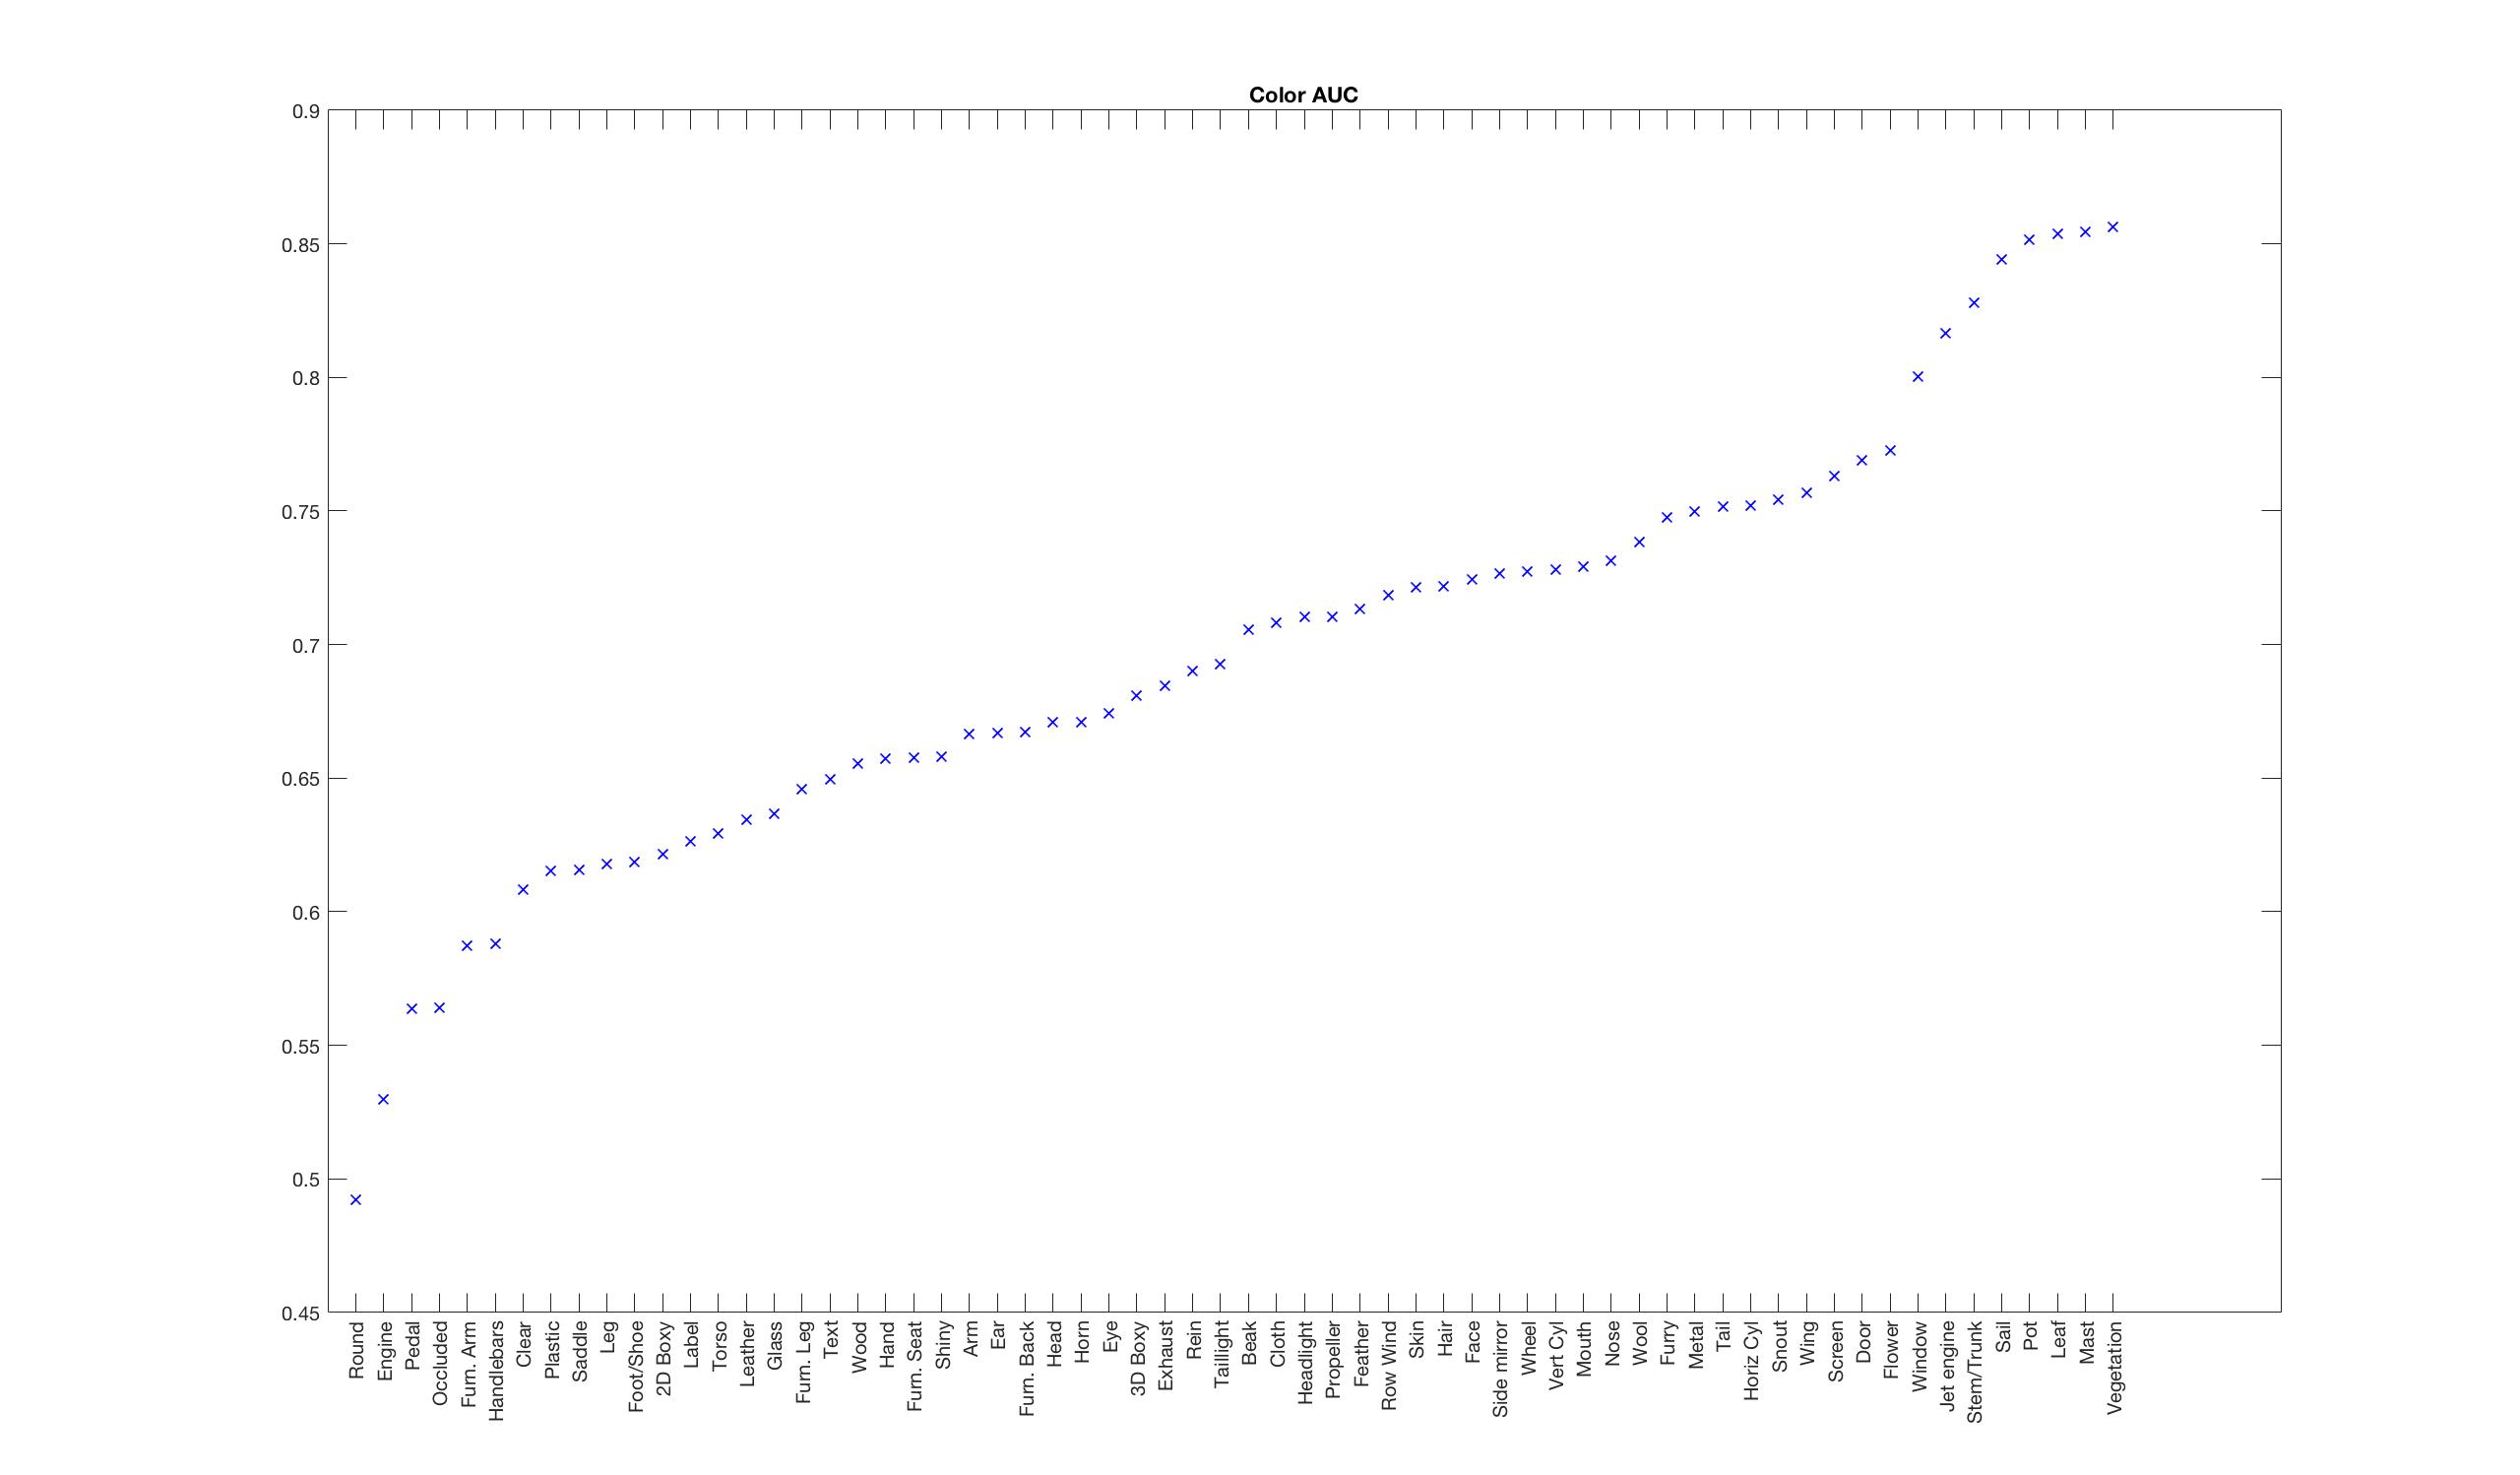 Color AUC
0.9
0.85
0.8
0.75
0.7
0.65
0.6
0.55
0.5
0.45
Round
Engine
Pedal
Occluded
Furn. Arm
Handlebars
Clear
Plastic
Saddle
Leg
Foot/Shoe
2D Boxy
Label
Torso
Leather
Glass
Furn. Leg
Text
Wood
Hand
Furn. Seat
Shiny
Arm
Ear
Furn. Back
Head
Horn
Eye
3D Boxy
Exhaust
Rein
Taillight
Beak
Cloth
Headlight
Propeller
Feather
Row Wind
Skin
Hair
Face
Side mirror
Wheel
Vert Cyl
Mouth
Nose
Wool
Furry
Metal
Tail
Horiz Cyl
Snout
Wing
Screen
Door
Flower
Window
Jet engine
Stem/Trunk
Sail
Pot
Leaf
Mast
Vegetation